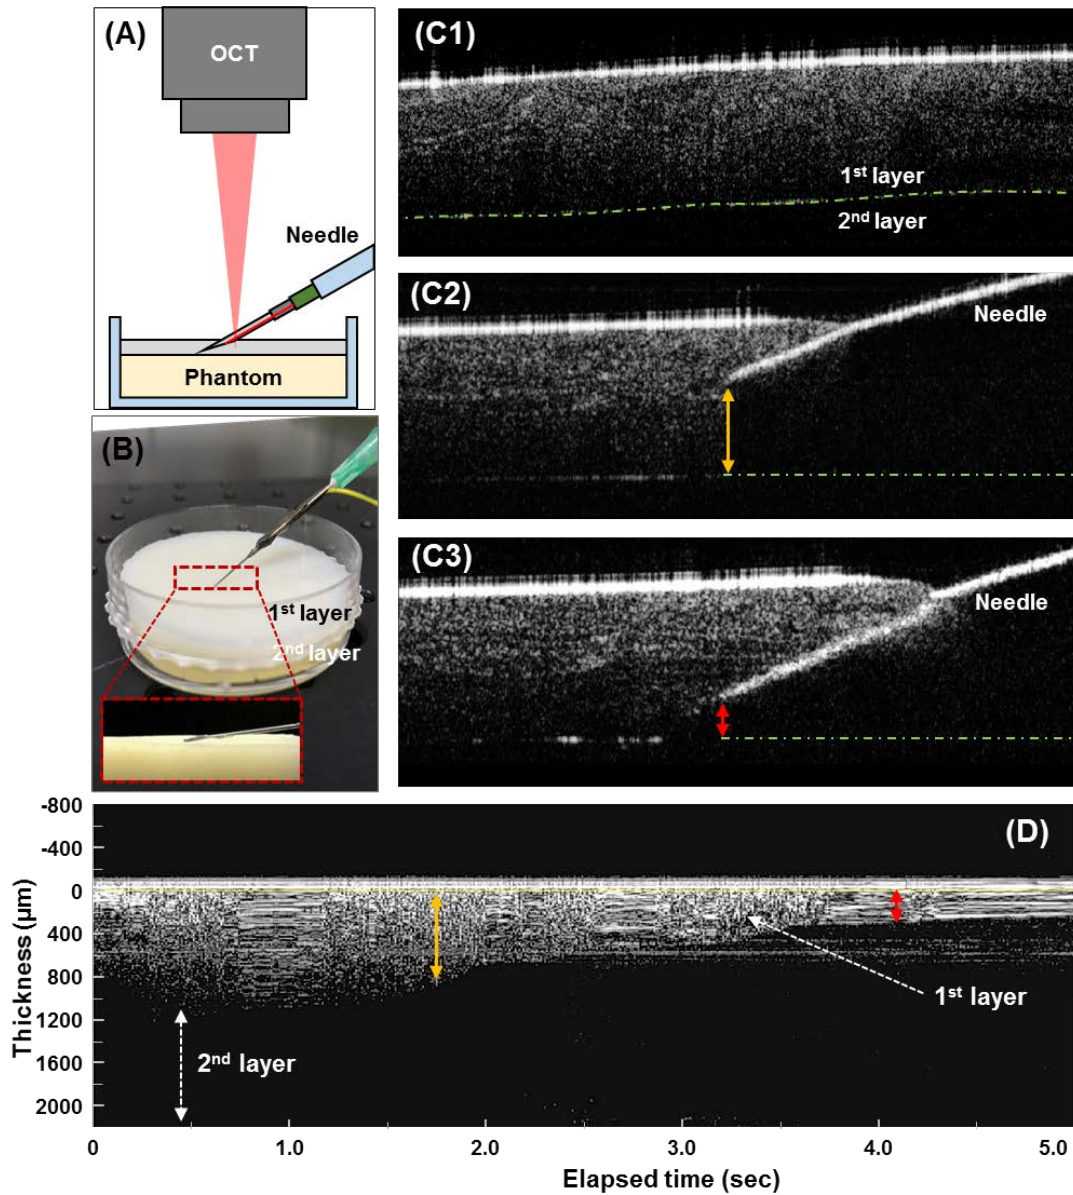 (A)
OCT
Needle
Phantom
(B)
1st layer
2nd layer
(C1)
1st layer
2nd layer
(C2)
Needle
(C3)
Needle
(D)
Thickness (µm)
-800
-400
0
400
800
1200
1600
2000
1st layer
2nd layer
0 1.0 2.0 3.0 4.0 5.0
Elapsed time (sec)